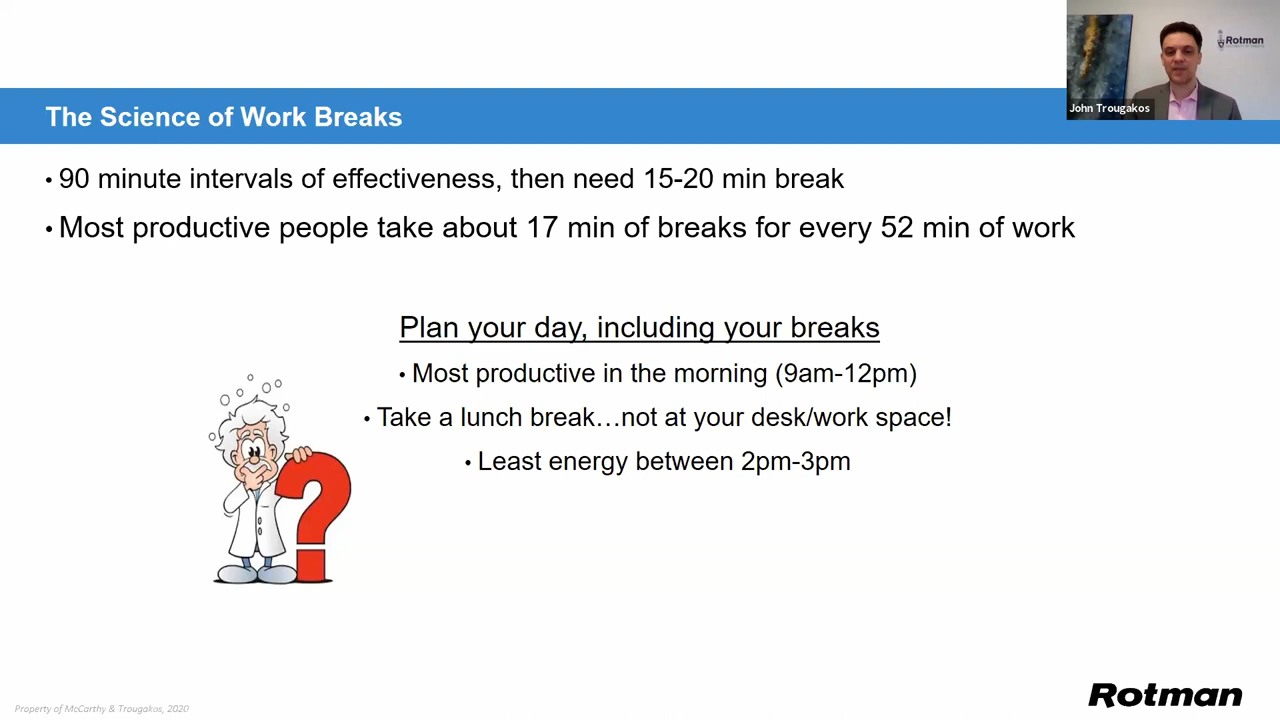 Rotman
John Trougakos
The Science of Work Breaks
• 90 minute intervals of effectiveness, then need 15-20 min break
• Most productive people take about 17 min of breaks for every 52 min of work
Plan your day, including your breaks
• Most productive in the morning (9am-12pm)
• Take a lunch break…not at your desk/work space!
• Least energy between 2pm-3pm
?
Property of McCarthy & Trougakos, 2020
Rotman